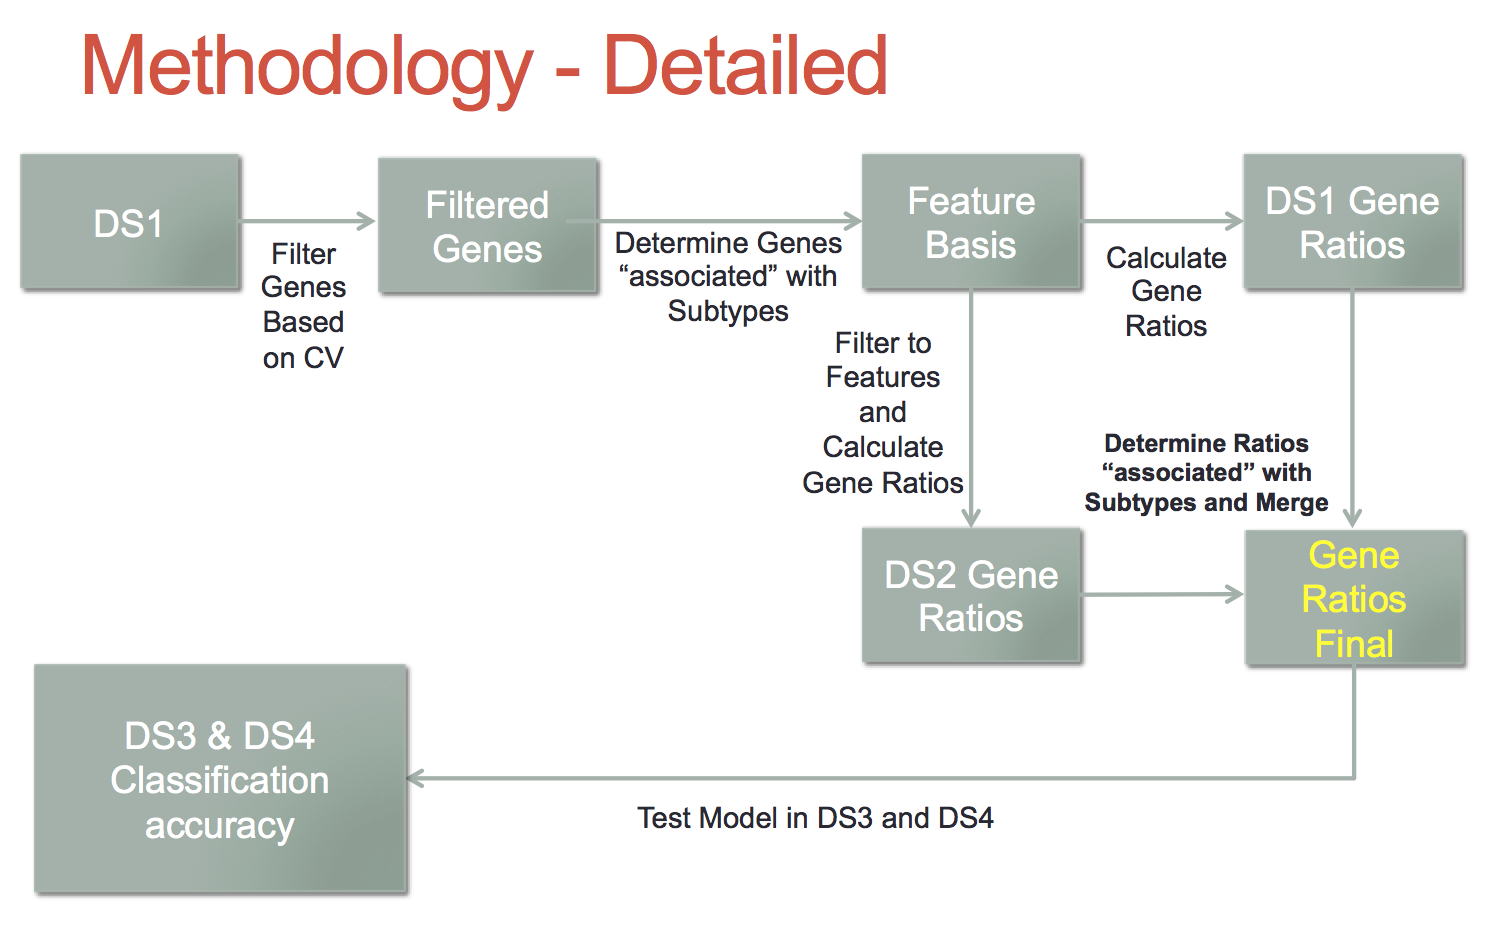 Methodology - Detailed
DS1
Filter
Genes
Based
on CV
Filtered
Genes
Determine Genes
“associated” with
Subtypes
Feature
Basis
Calculate
Gene
Ratios
DS1 Gene
Ratios
Filter to
Features
and
Calculate
Gene Ratios
Determine Ratios
“associated” with
Subtypes and Merge
DS2 Gene
Ratios
Gene
Ratios
Final
DS3 & DS4
Classification
accuracy
Test Model in DS3 and DS4